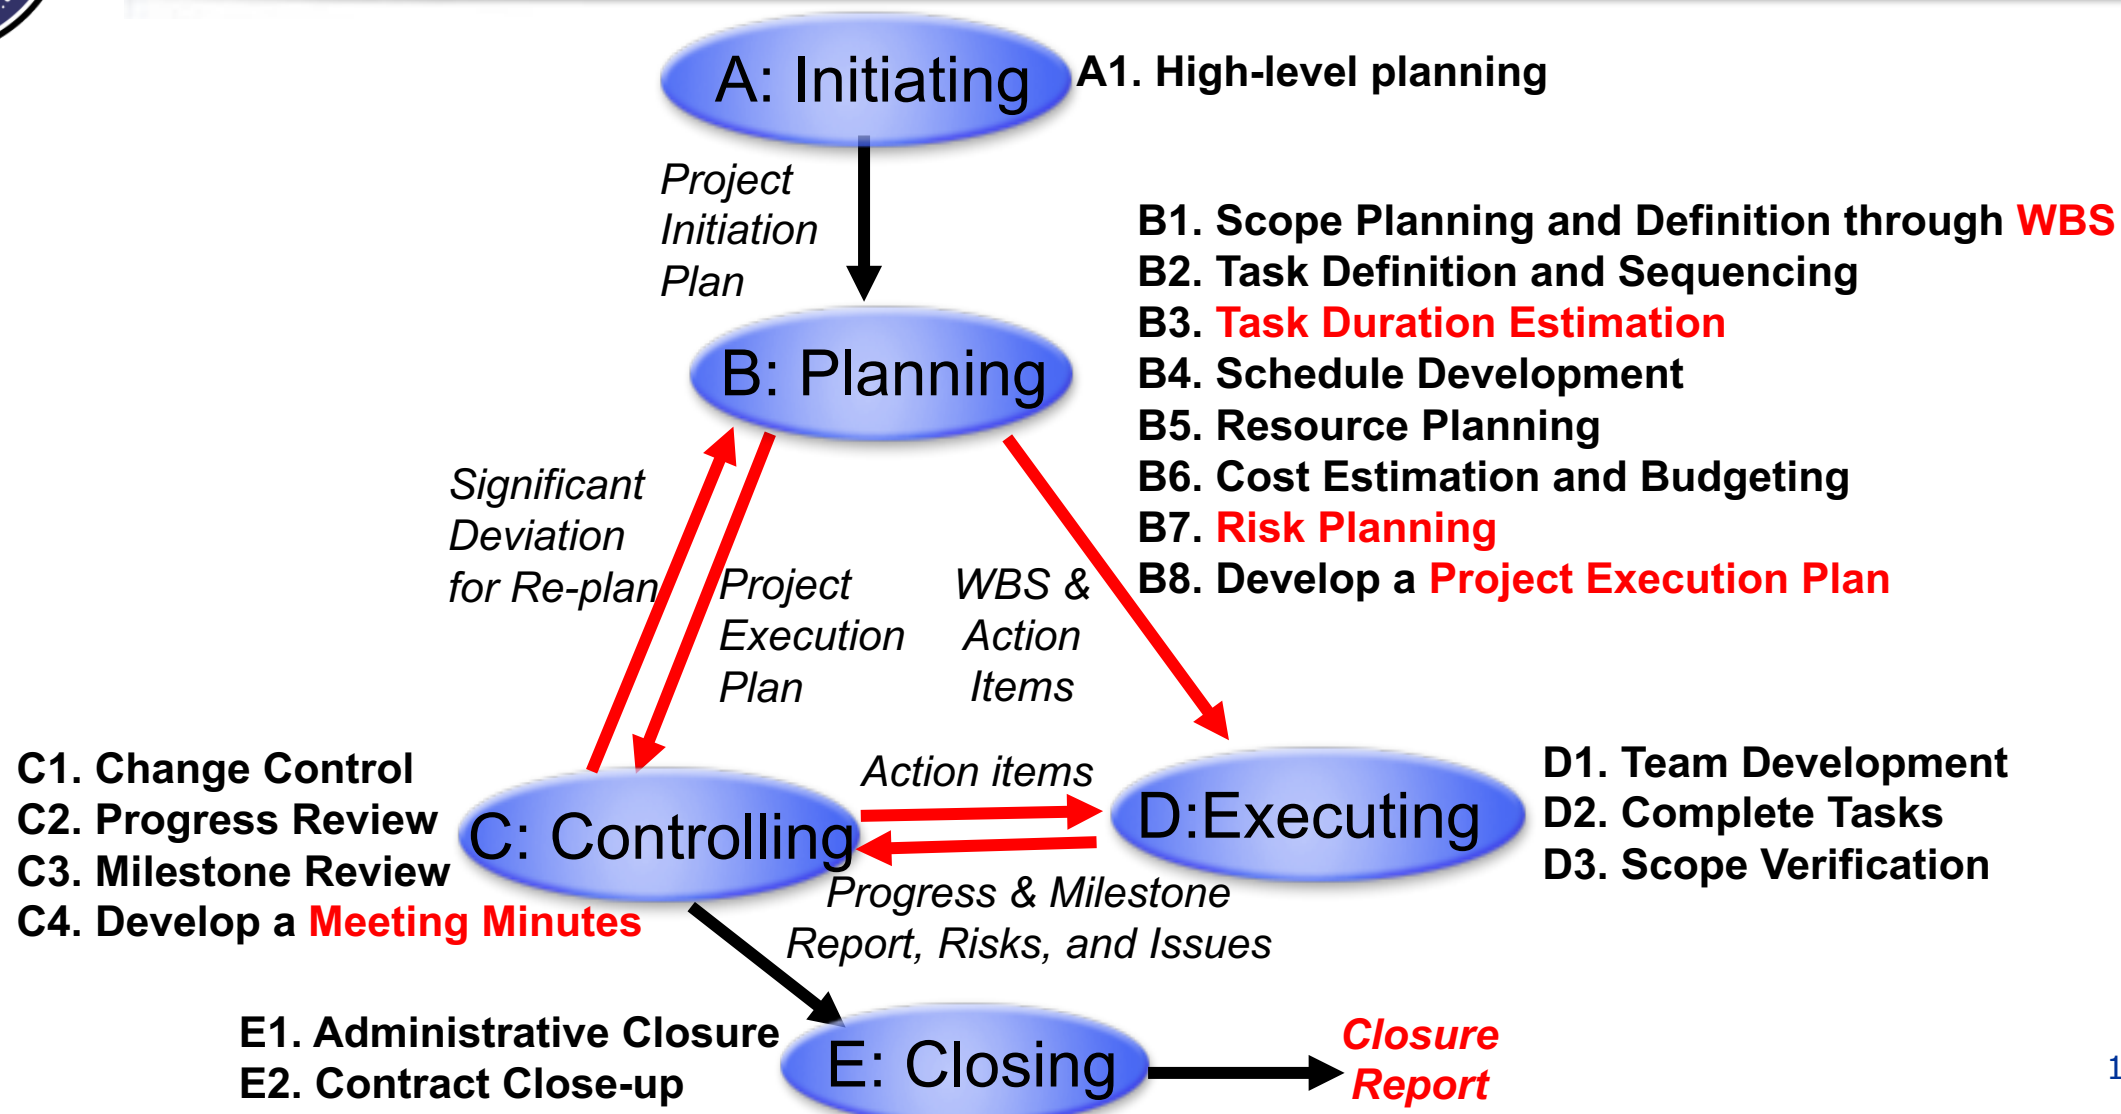 A: Initiating
A1. High-level planning
Project
Initiation
Plan
B1. Scope Planning and Definition through WBS
B2. Task Definition and Sequencing
B3. Task Duration Estimation
B4. Schedule Development
B5. Resource Planning
B6. Cost Estimation and Budgeting
B7. Risk Planning
B8. Develop a Project Execution Plan
B: Planning
Significant
Deviation
for Re-plan
Project
Execution
Plan
WBS &
Action
Items
C1. Change Control
C2. Progress Review
C3. Milestone Review
C4. Develop a Meeting Minutes
C: Controlling
Action items
D:Executing
D1. Team Development
D2. Complete Tasks
D3. Scope Verification
Progress & Milestone
Report, Risks, and Issues
E1. Administrative Closure
E2. Contract Close-up
E: Closing
Closure
Report
1